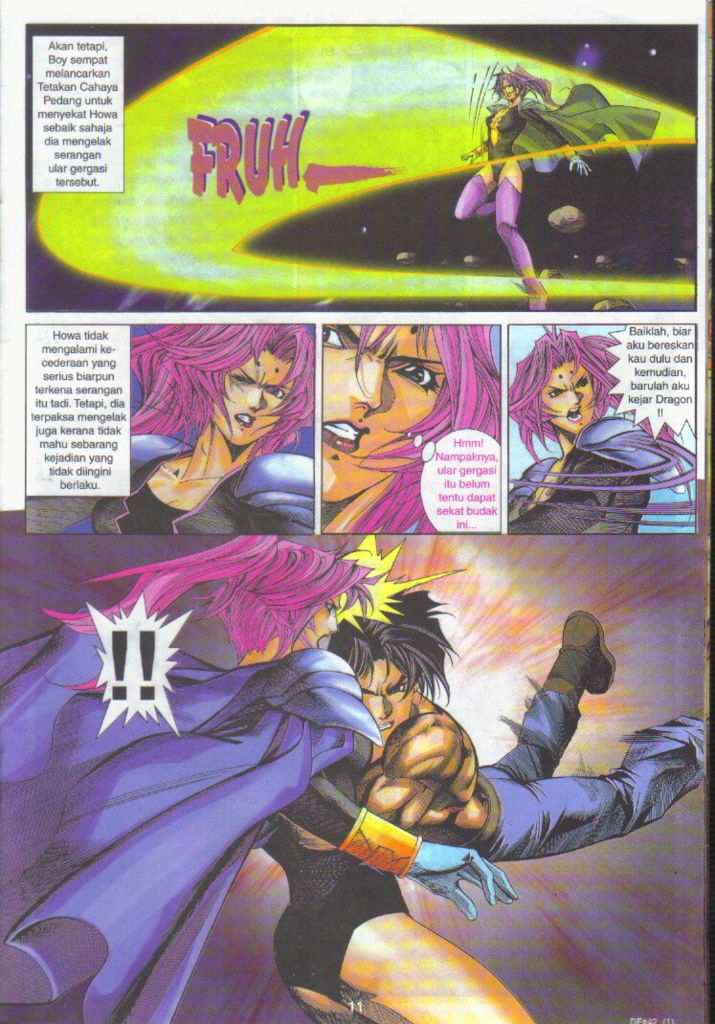 Akan tetapi,
Boy sempat
melancarkan
Tetakan Cahaya
Pedang untuk
menyekat Howa
sebaik sahaja
dia mengelak
serangan
ular gergasi
tersebut.
FRUH
Howa tidak
mengalami ke-
cederaan yang
serius biarpun
terkena serangan
itu tadi. Tetapi, dia
terpaksa mengelak
juga kerana tidak
mahu sebarang
kejadian yang
tidak diingini
berlaku.
Hmm!
Nampaknya,
ular gergasi
itu belum
tentu dapat
sekat budak
ini...
Baiklah, biar
aku bereskan
kau dulu dan
kemudian,
barulah aku
kejar Dragon
!!
!!
11
DF#42 (1)